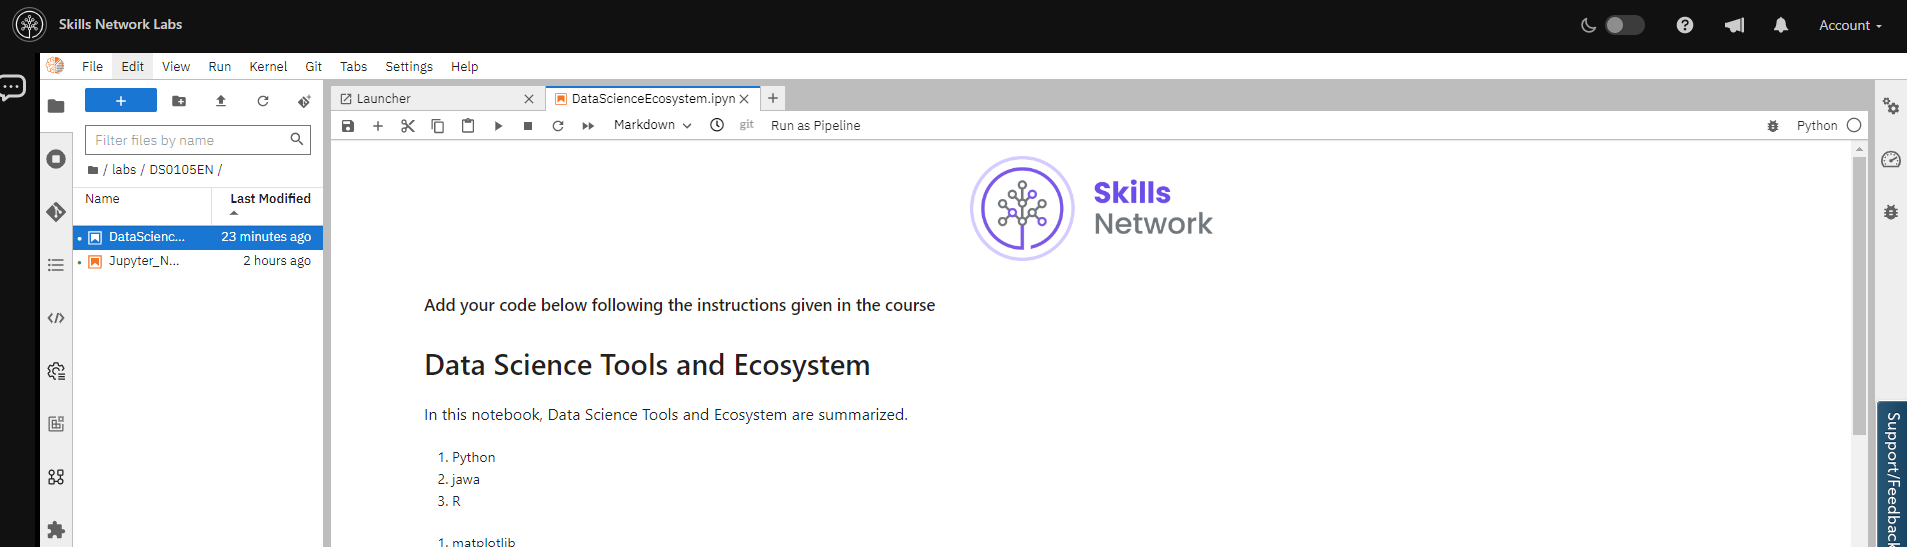 Skills Network Labs
Account
File Edit View Run Kernel Git Tabs Settings Help
+
Launcher
DataScienceEcosystem.ipyn
Filter files by name
Markdown
git
Run as Pipeline
Python
/ labs / DS0105EN /
Name
Last Modified
DataScienc...
23 minutes ago
Jupyter_N...
2 hours ago
Skills
Network
Add your code below following the instructions given in the course
Data Science Tools and Ecosystem
In this notebook, Data Science Tools and Ecosystem are summarized.
1. Python
2. jawa
3. R
1. matplotlib
Support/Feedback